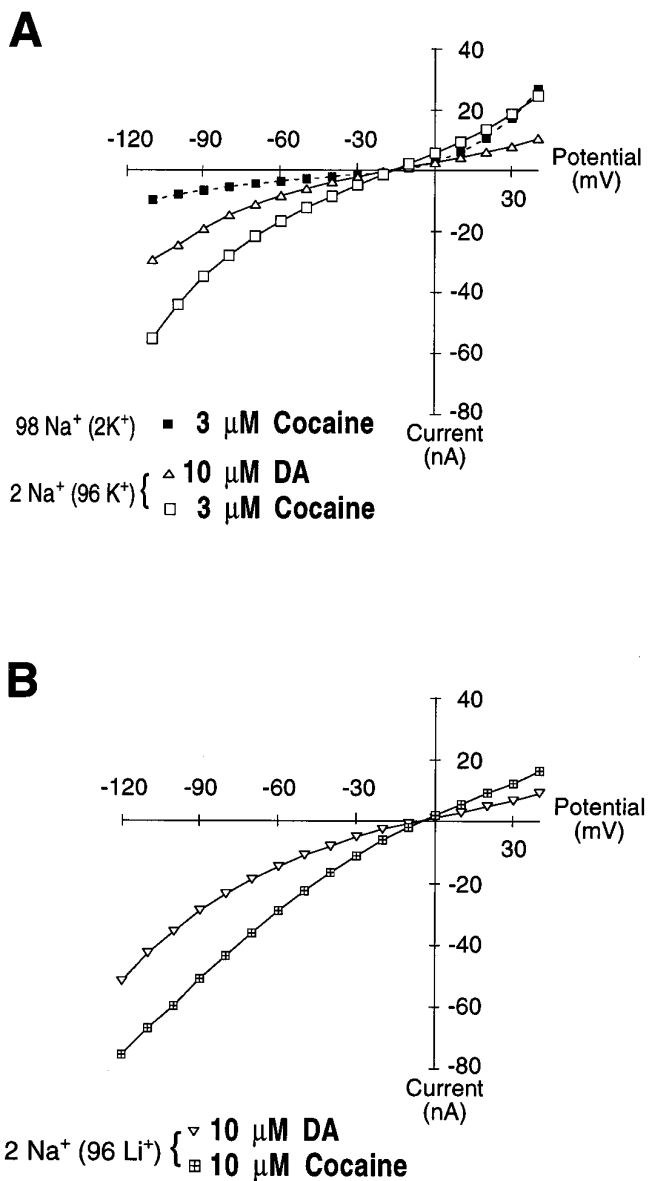 A
40
20
-120 -90 -60 -30
Potential
(mV)
30
-20
-40
-60
-80
Current
(nA)
98 Na⁺ (2K⁺) ■ 3 μM Cocaine
2 Na⁺ (96 K⁺) { △ 10 μM DA
□ 3 μM Cocaine
B
40
20
-120 -90 -60 -30
Potential
(mV)
30
-20
-40
-60
-80
Current
(nA)
2 Na⁺ (96 Li⁺) { ▽ 10 μM DA
⊞ 10 μM Cocaine